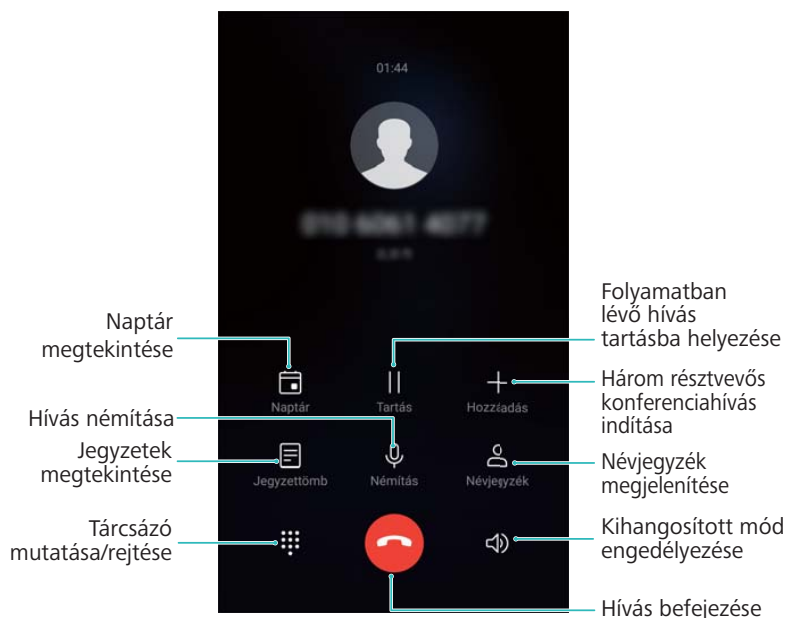 01:44
Naptár
megtekintése
Folyamatban
lévő hívás
tartásba helyezése
Naptár
Tartás
Hozzáadás
Három résztvevős
konferenciahívás
indítása
Hívás némítása
Jegyzetek
megtekintése
Jegyzettömb
Némítás
Névjegyzék
Névjegyzék
megjelenítése
Tárcsázó
mutatása/rejtése
Kihangosított mód
engedélyezése
Hívás befejezése